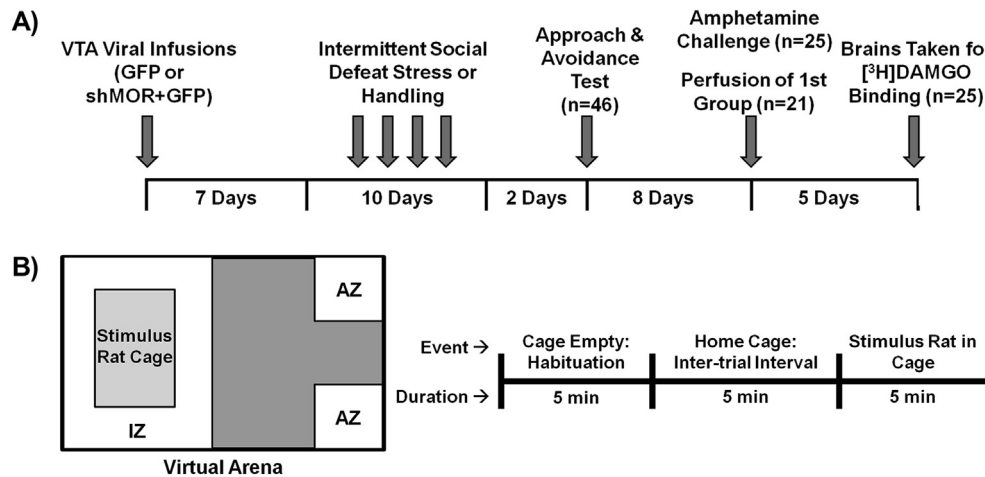 A)
VTA Viral Infusions
(GFP or
shMOR+GFP)
Intermittent Social
Defeat Stress or
Handling
Approach &
Avoidance
Test
(n=46)
Amphetamine
Challenge (n=25)
Perfusion of 1st
Group (n=21)
Brains Taken fo
[³H]DAMGO
Binding (n=25)
7 Days
10 Days
2 Days
8 Days
5 Days
B)
Stimulus
Rat Cage
IZ
AZ
AZ
Virtual Arena
Event →
Cage Empty:
Habituation
Home Cage:
Inter-trial Interval
Stimulus Rat in
Cage
Duration →
5 min
5 min
5 min